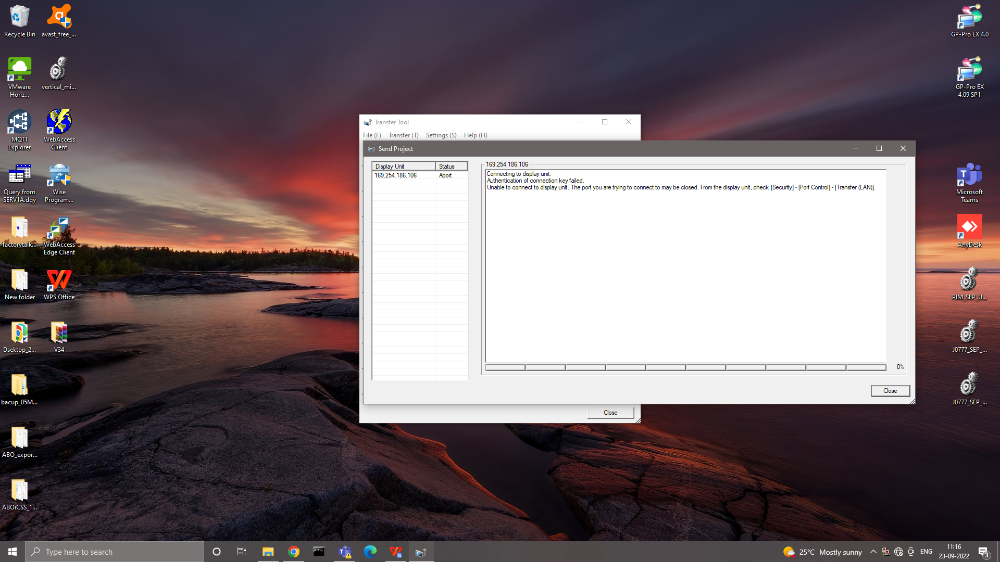 Recycle Bin
avast_free_...
GP-Pro EX 4.0
VMware
Horiz...
vertical_mi...
GP-Pro EX
4.09 SP1
MQTT
Explorer
WebAccess
Client
Query from
SERV1A.dqy
Wise
Program...
Microsoft
Teams
factorytalk...
WebAccess
Edge Client
AnyDesk
New folder
WPS Office
PJM_SEP_U...
Dsektop_2...
V34
J0777_SEP_...
bacup_05M...
J0777_SEP_...
ABO_expor...
ABOiCSS_1...
Transfer Tool
File (F) Transfer (T) Settings (S) Help (H)
Send Project
Display Unit Status
169.254.186.106 Abort
169.254.186.106
Connecting to display unit.
Authentication of connection key failed.
Unable to connect to display unit. The port you are trying to connect to may be closed. From the display unit, check [Security] - [Port Control] - [Transfer (LAN)].
0%
Close
Close
Type here to search
25°C Mostly sunny
ENG
11:16
23-09-2022
3